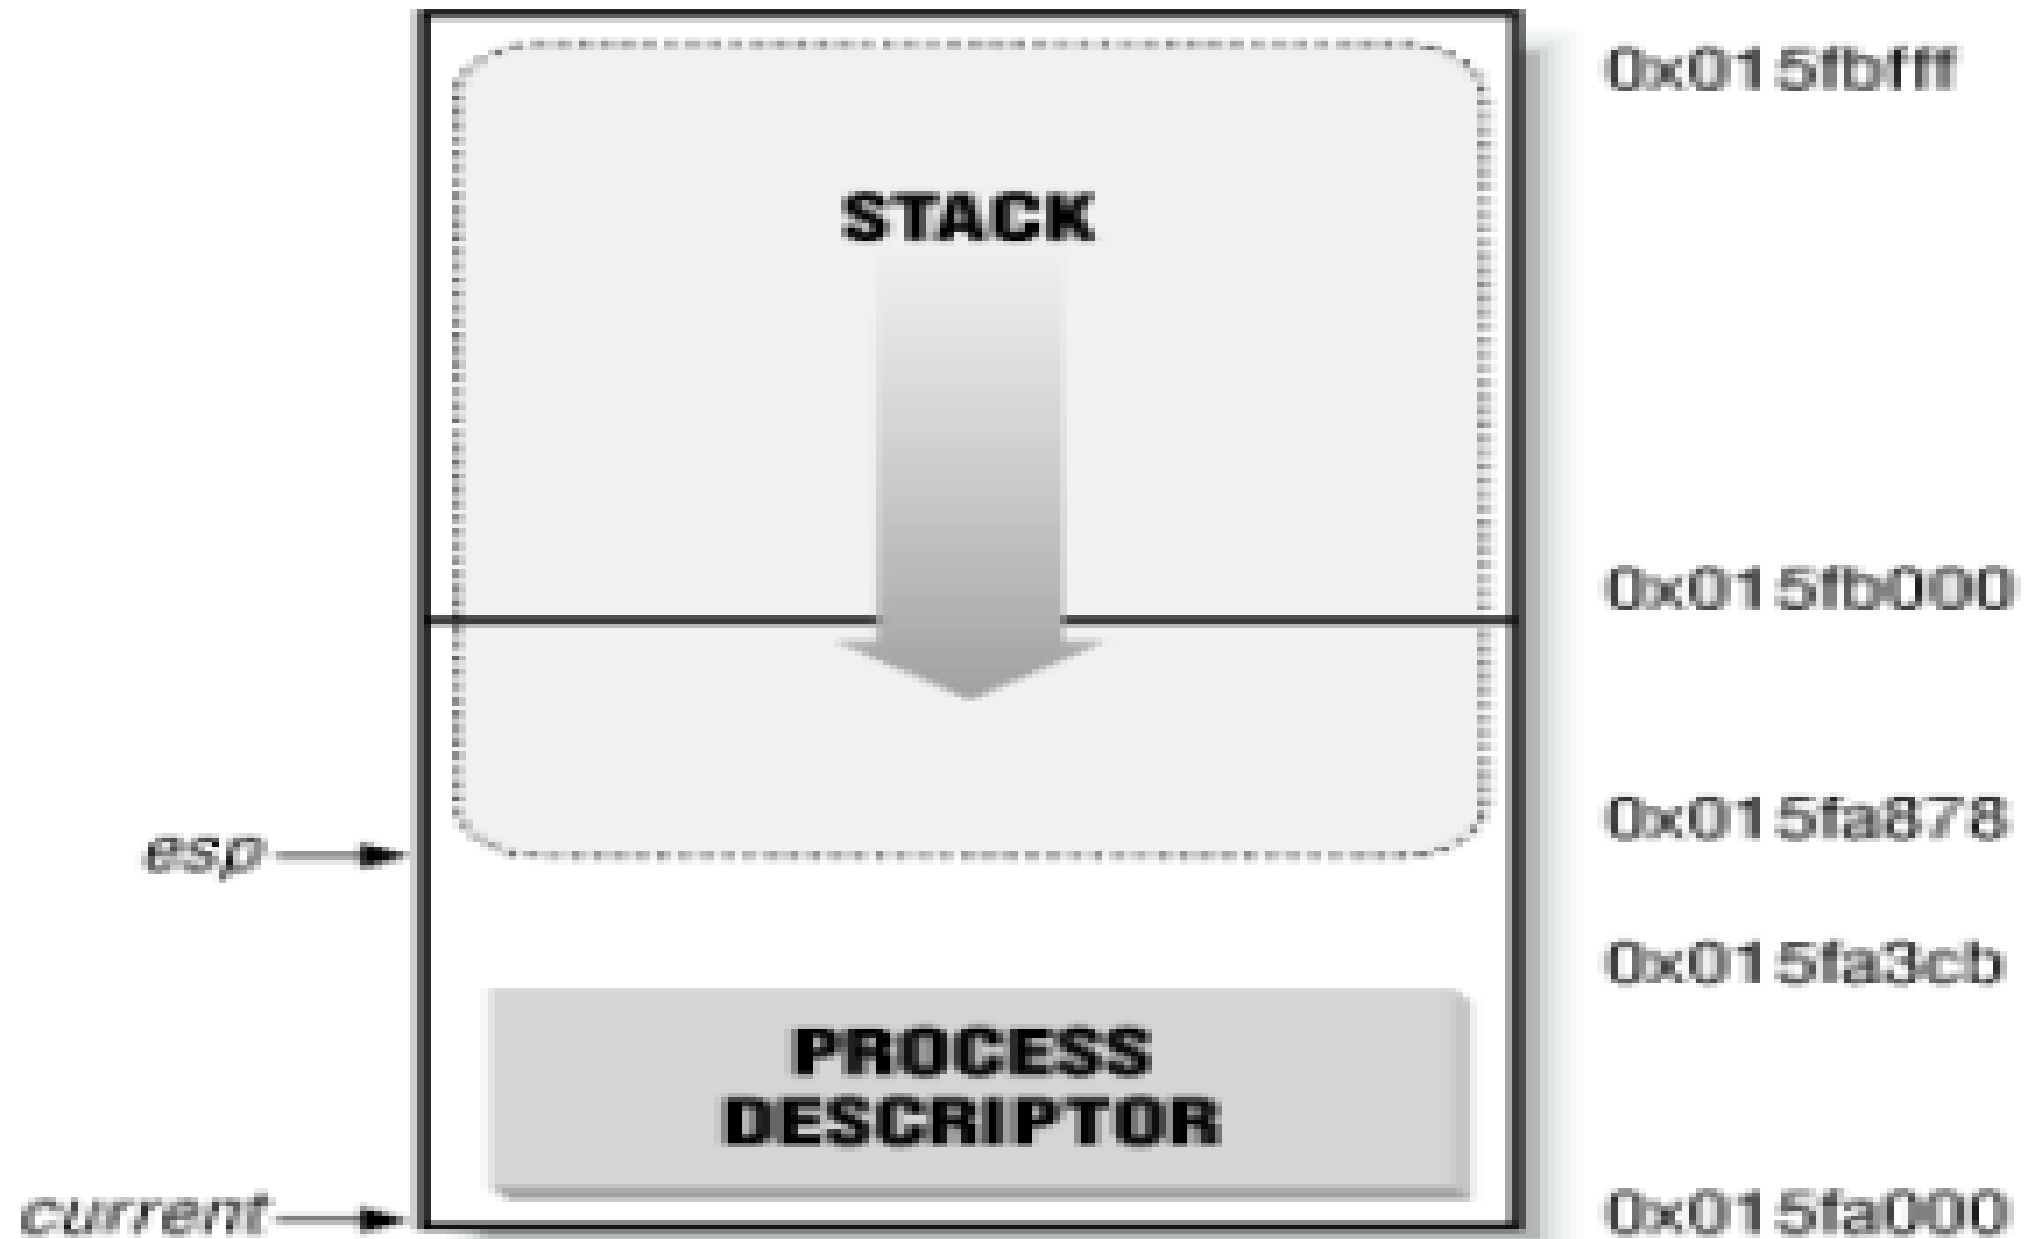 0x015fbfff
STACK
0x015fb000
0x015fa878
esp
0x015fa3cb
PROCESS
DESCRIPTOR
current
0x015fa000